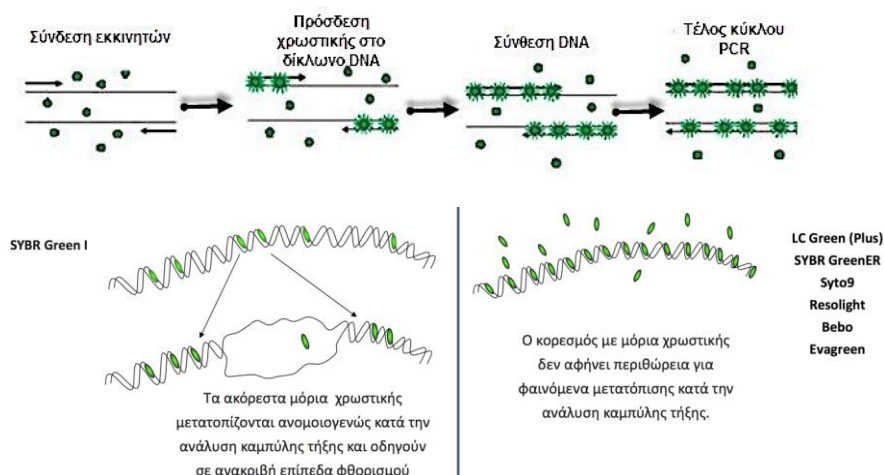 Σύνδεση εκκινητών
Πρόσδεση
χρωστικής στο
δίκλωνο DNA
Σύνθεση DNA
Τέλος κύκλου
PCR
SYBR Green I
Τα ακόρεστα μόρια χρωστικής
μετατοπίζονται ανομοιογενώς κατά την
ανάλυση καμπύλης τήξης και οδηγούν
σε ανακριβή επίπεδα φθορισμού
LC Green (Plus)
SYBR GreenER
Syto9
Resolight
Bebo
Evagreen
Ο κορεσμός με μόρια χρωστικής
δεν αφήνει περιθώρεια για
φαινόμενα μετατόπισης κατά την
ανάλυση καμπύλης τήξης.